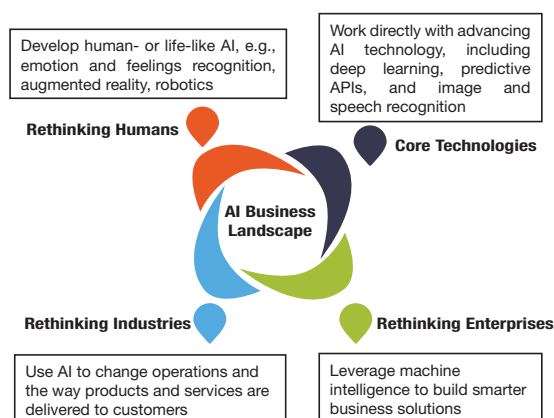 Develop human- or life-like AI, e.g.,
emotion and feelings recognition,
augmented reality, robotics
Rethinking Humans
Work directly with advancing
AI technology, including
deep learning, predictive
APIs, and image and
speech recognition
Core Technologies
AI Business
Landscape
Rethinking Industries
Use AI to change operations and
the way products and services are
delivered to customers
Rethinking Enterprises
Leverage machine
intelligence to build smarter
business solutions